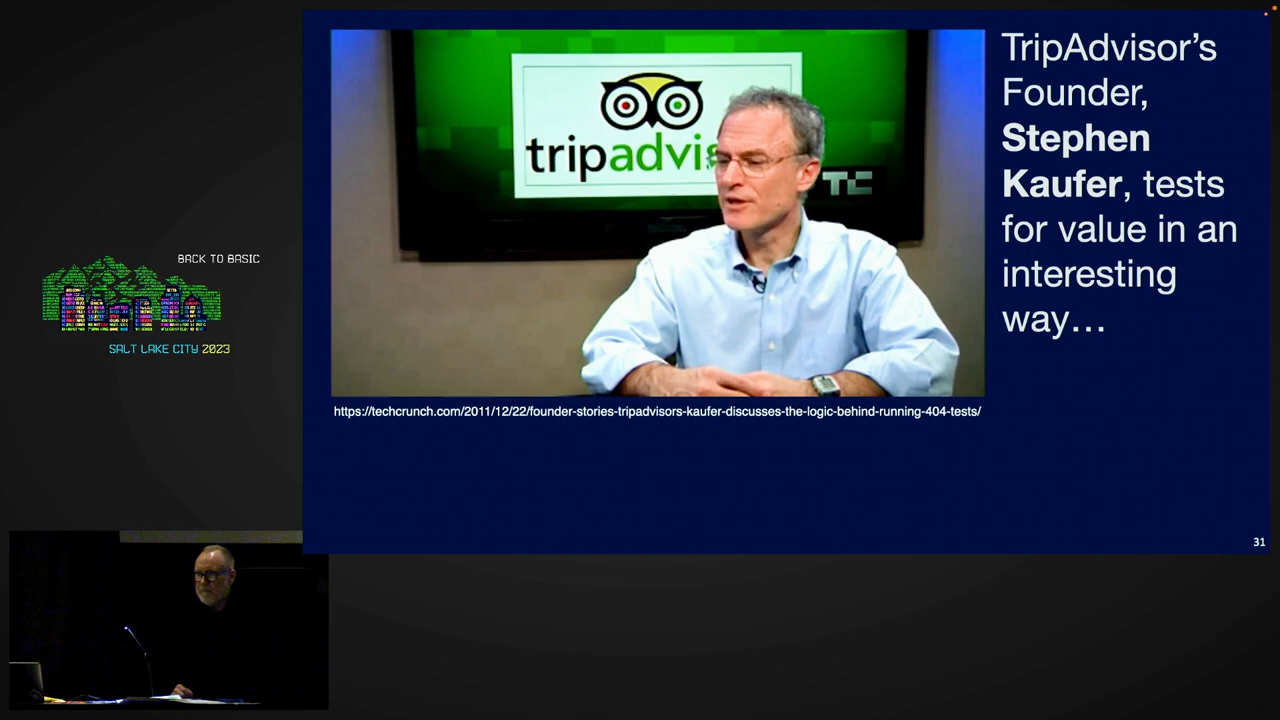 TripAdvisor’s
Founder,
Stephen
Kaufer, tests
for value in an
interesting
way…
tripadvis
TC
https://techcrunch.com/2011/12/22/founder-stories-tripadvisors-kaufer-discusses-the-logic-behind-running-404-tests/
31
BACK TO BASIC
SALT LAKE CITY 2023